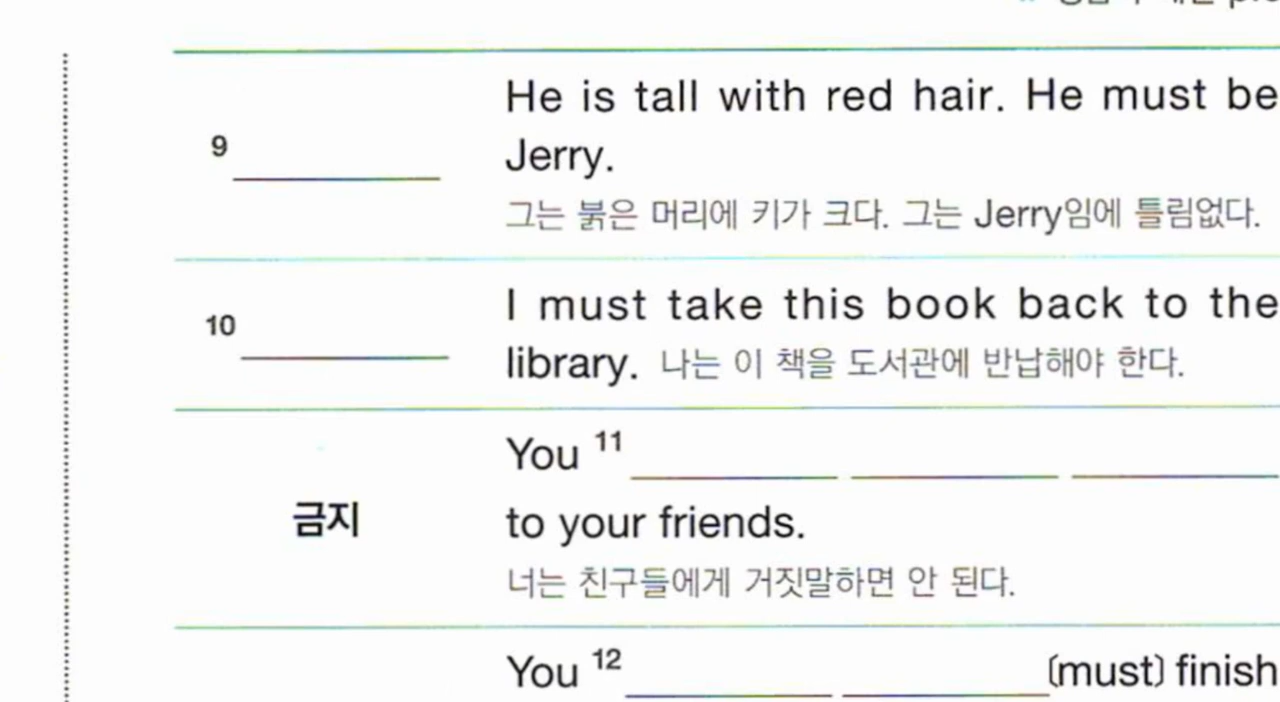 9 He is tall with red hair. He must be
Jerry.
그는 붉은 머리에 키가 크다. 그는 Jerry임에 틀림없다.
10 I must take this book back to the
library. 나는 이 책을 도서관에 반납해야 한다.
You 11
금지
to your friends.
너는 친구들에게 거짓말하면 안 된다.
You 12 (must) finish